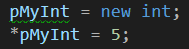 pMyInt = new int;
*pMyInt = 5;